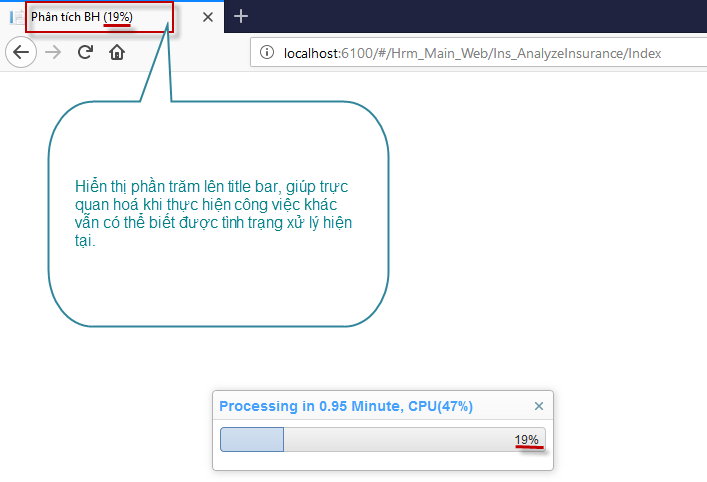 Phân tích BH (19%)
localhost:6100/#/Hrm_Main_Web/Ins_AnalyzeInsurance/Index
Hiển thị phần trăm lên title bar, giúp trực
quan hoá khi thực hiện công việc khác
vẫn có thể biết được tình trạng xử lý hiện
tại.
Processing in 0.95 Minute, CPU(47%)
19%